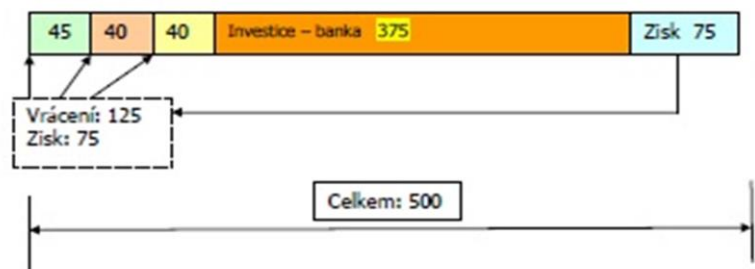 45 40 40 Investice – banka 375 Zisk 75
Vrácení: 125
Zisk: 75
Celkem: 500